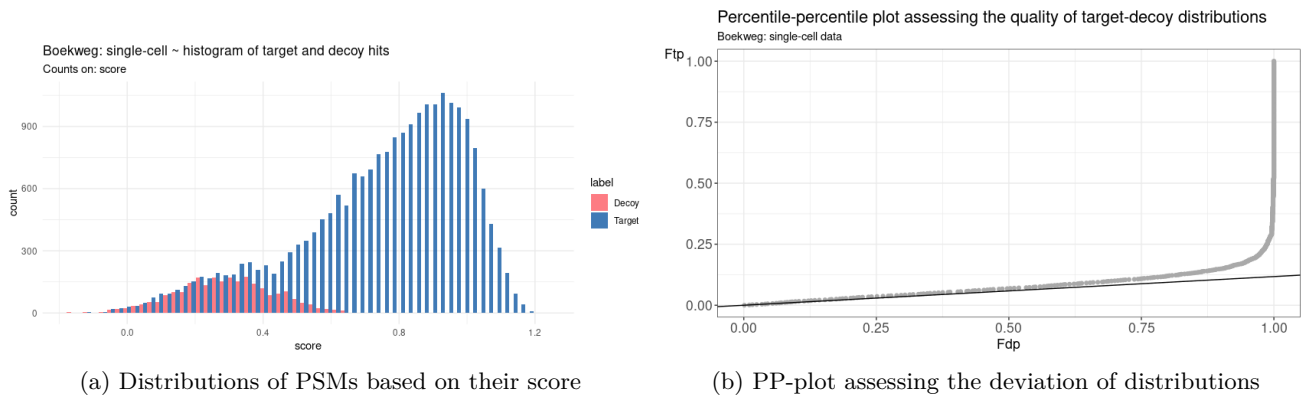 Boekweg: single-cell ~ histogram of target and decoy hits
Counts on: score
count
900
600
300
0
0.0 0.4 0.8 1.2
score
label
Decoy
Target
(a) Distributions of PSMs based on their score
Percentile-percentile plot assessing the quality of target-decoy distributions
Boekweg: single-cell data
Ftp
1.00
0.75
0.50
0.25
0.00
0.00 0.25 0.50 0.75 1.00
Fdp
(b) PP-plot assessing the deviation of distributions